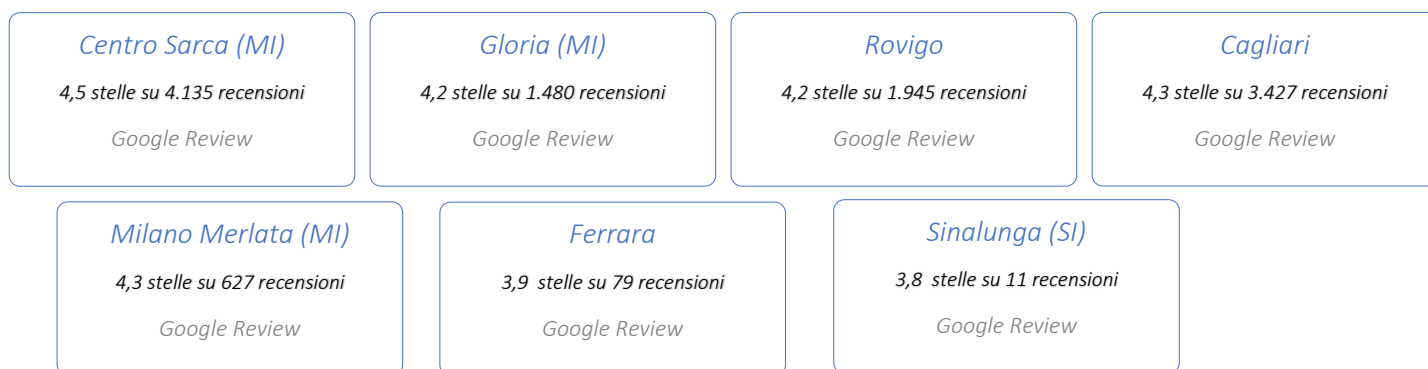 Centro Sarca (MI)
4,5 stelle su 4.135 recensioni
Google Review
Gloria (MI)
4,2 stelle su 1.480 recensioni
Google Review
Rovigo
4,2 stelle su 1.945 recensioni
Google Review
Cagliari
4,3 stelle su 3.427 recensioni
Google Review
Milano Merlata (MI)
4,3 stelle su 627 recensioni
Google Review
Ferrara
3,9 stelle su 79 recensioni
Google Review
Sinalunga (SI)
3,8 stelle su 11 recensioni
Google Review